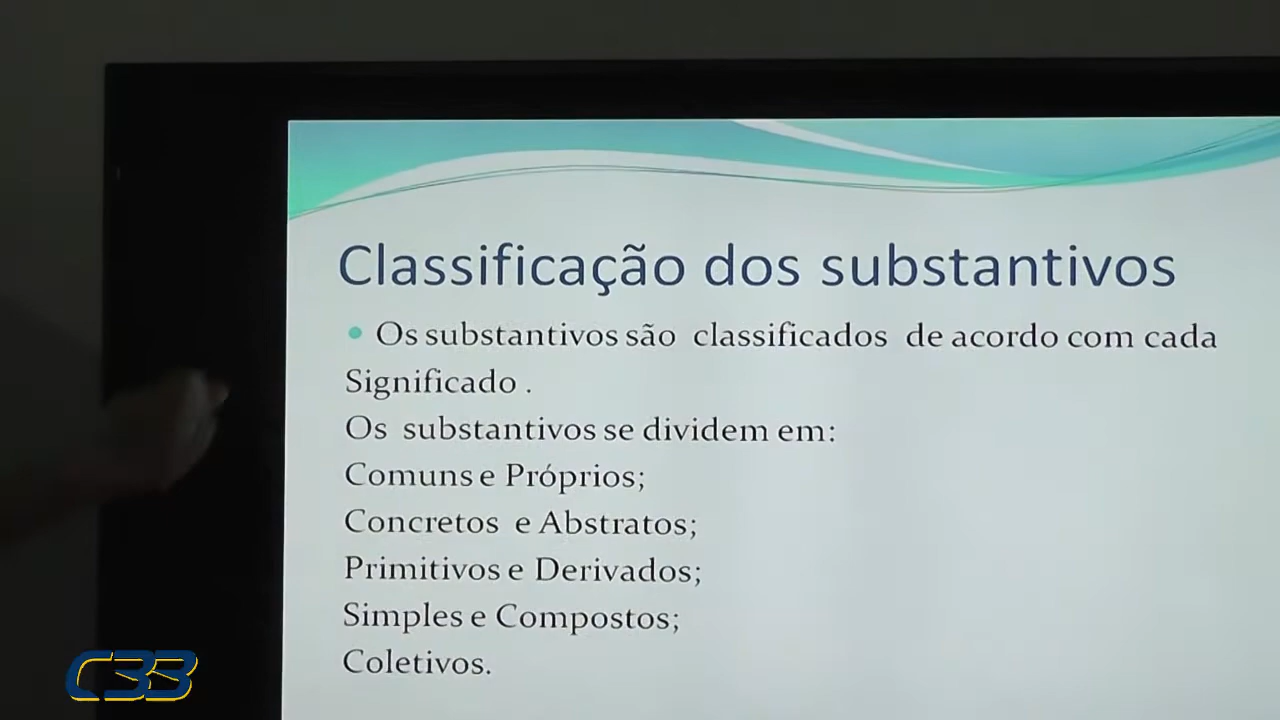 Classificação dos substantivos
• Os substantivos são classificados de acordo com cada
Significado .
Os substantivos se dividem em:
Comuns e Próprios;
Concretos e Abstratos;
Primitivos e Derivados;
Simples e Compostos;
Coletivos.
CBB